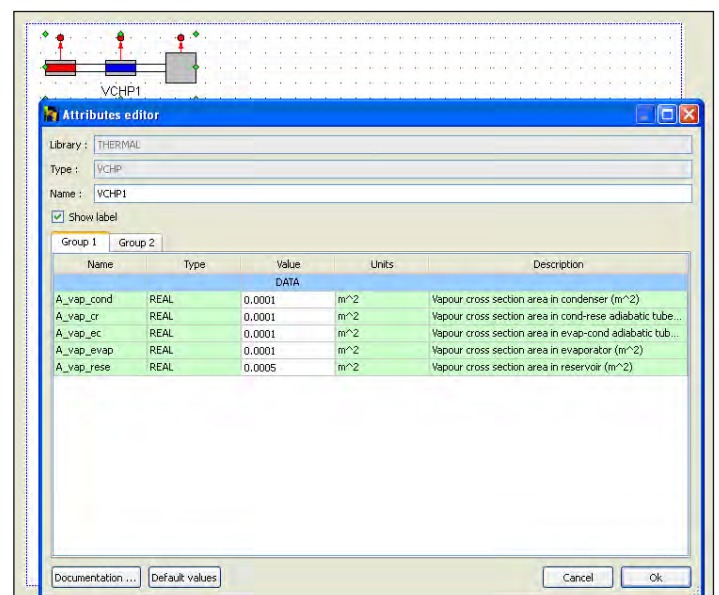 VCHP1
Attributes editor
Library : THERMAL
Type : VCHP
Name : VCHP1
Show label
Group 1 Group 2
Name Type Value Units Description
DATA
A_vap_cond REAL 0.0001 m^2 Vapour cross section area in condenser (m^2)
A_vap_cr REAL 0.0001 m^2 Vapour cross section area in cond-rese adiabatic tube...
A_vap_ec REAL 0.0001 m^2 Vapour cross section area in evap-cond adiabatic tub...
A_vap_evap REAL 0.0001 m^2 Vapour cross section area in evaporator (m^2)
A_vap_rese REAL 0.0005 m^2 Vapour cross section area in reservoir (m^2)
Documentation ... Default values Cancel Ok